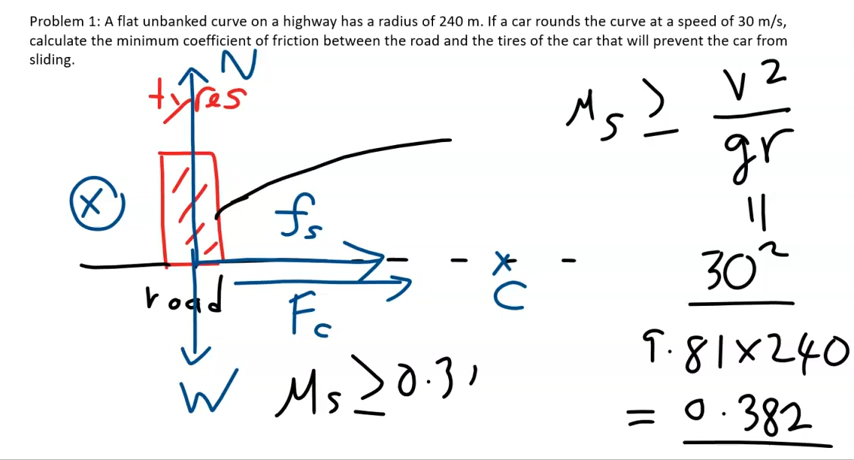 Problem 1: A flat unbanked curve on a highway has a radius of 240 m. If a car rounds the curve at a speed of 30 m/s,
calculate the minimum coefficient of friction between the road and the tires of the car that will prevent the car from
sliding.
N
tyres
μs ≥ v²/gr
X
fs
=
x
C
30²/9.81×240
road
Fc
W
μs ≥ 0.3
= 0.382